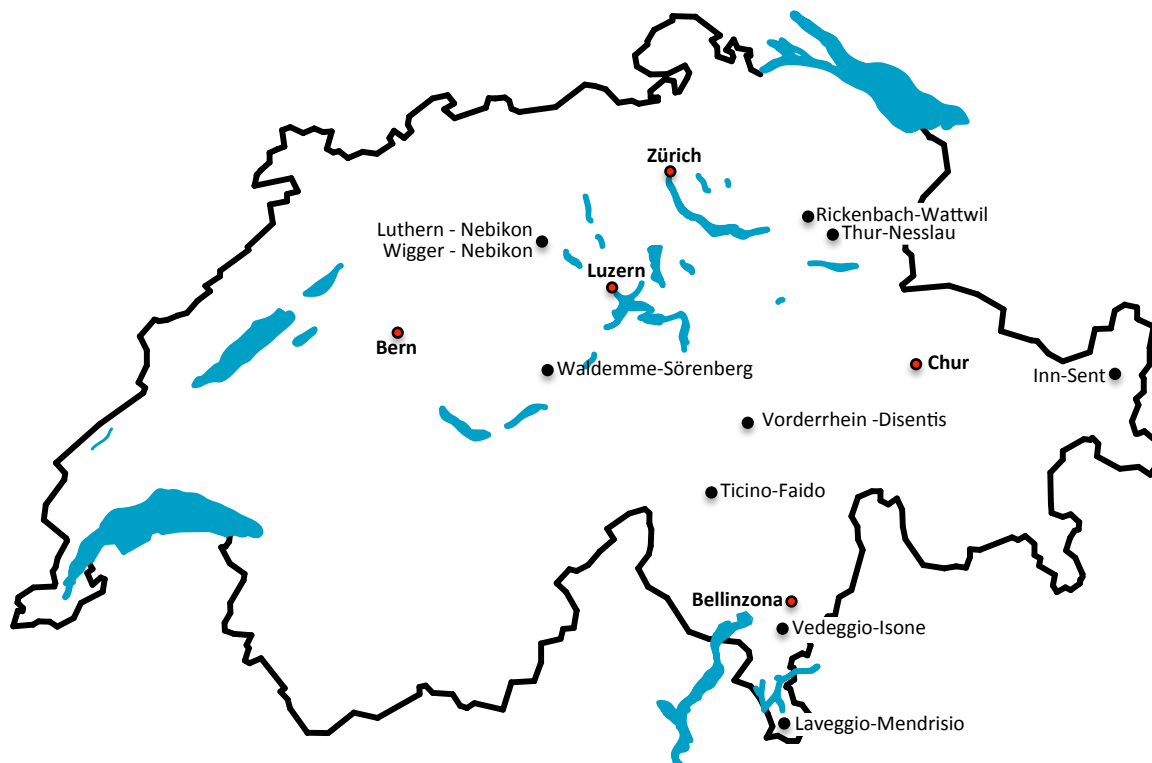 Zürich
Rickenbach-Wattwil
Thur-Nesslau
Luthern - Nebikon
Wigger - Nebikon
Luzern
Bern
Waldemme-Sörenberg
Chur
Inn-Sent
Vorderrhein -Disentis
Ticino-Faido
Bellinzona
Vedeggio-Isone
Laveggio-Mendrisio